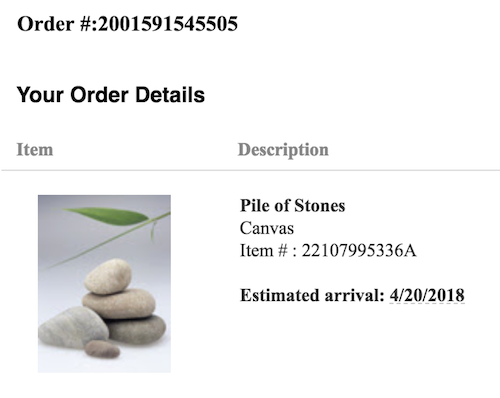 Order #:2001591545505
Your Order Details
Item Description
Pile of Stones
Canvas
Item # : 22107995336A
Estimated arrival: 4/20/2018